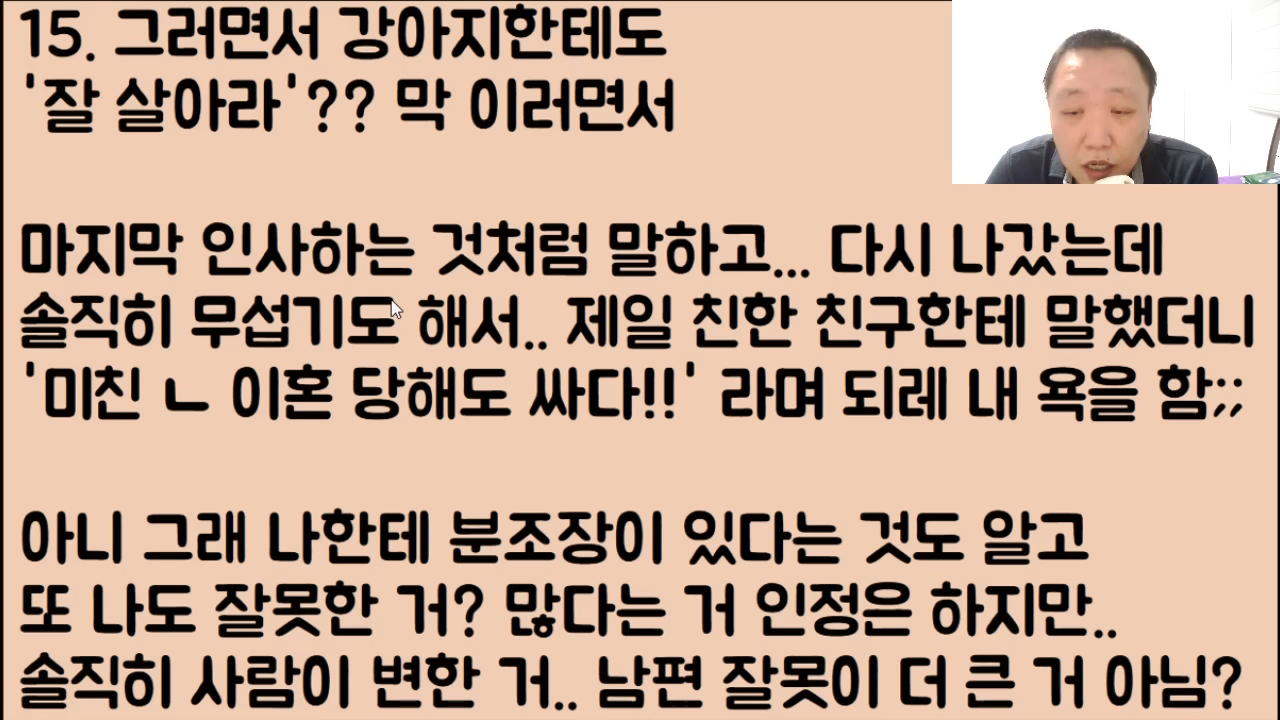 15. 그러면서 강아지한테도
'잘 살아라'?? 막 이러면서
마지막 인사하는 것처럼 말하고... 다시 나갔는데
솔직히 무섭기도 해서.. 제일 친한 친구한테 말했더니
'미친 ㄴ 이혼 당해도 싸다!!' 라며 되레 내 욕을 함;;
아니 그래 나한테 분조장이 있다는 것도 알고
또 나도 잘못한 거? 많다는 거 인정은 하지만..
솔직히 사람이 변한 거.. 남편 잘못이 더 큰 거 아님?